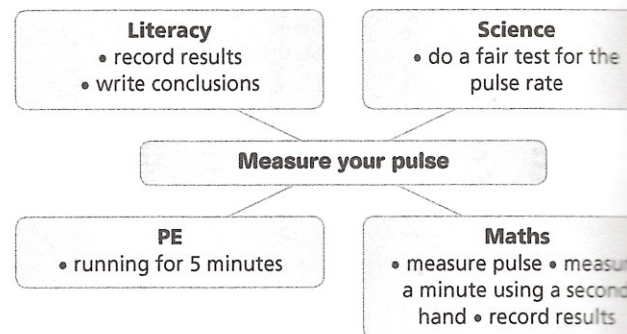 Literacy
• record results
• write conclusions
Science
• do a fair test for the
pulse rate
Measure your pulse
PE
• running for 5 minutes
Maths
• measure pulse •
a minute using a second
hand • record results